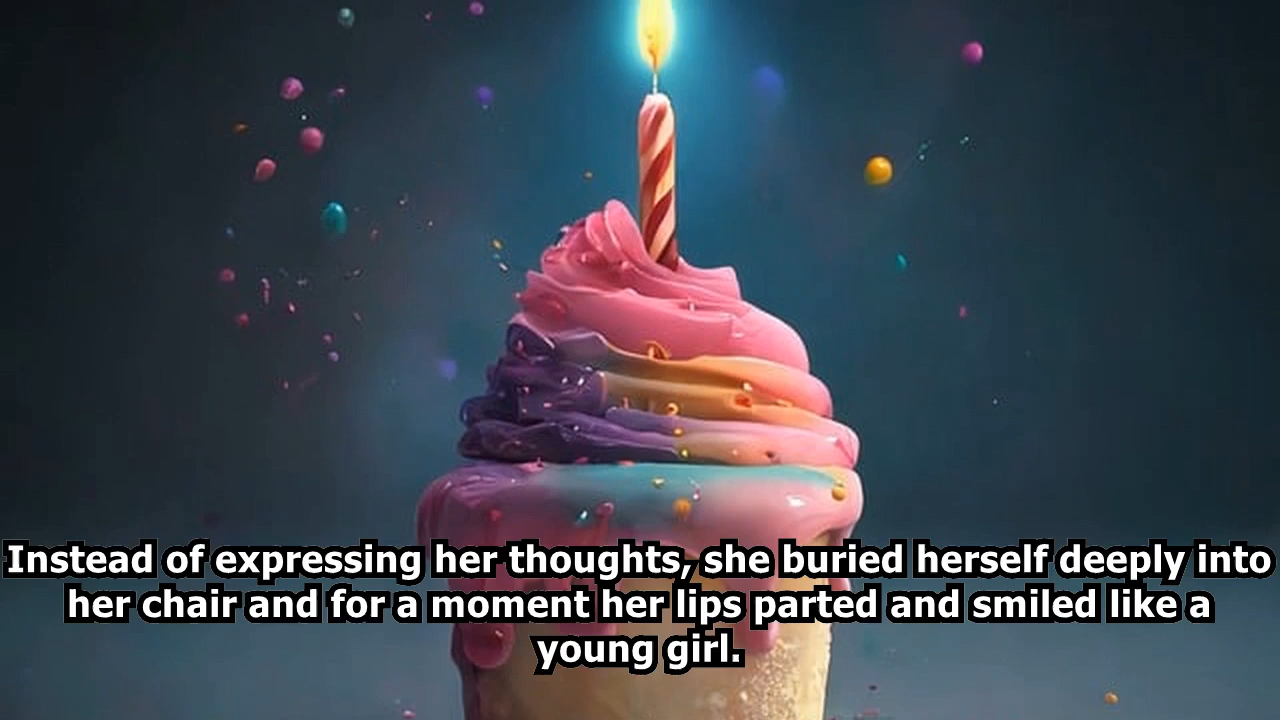 Instead of expressing her thoughts, she buried herself deeply into
her chair and for a moment her lips parted and smiled like a
young girl.